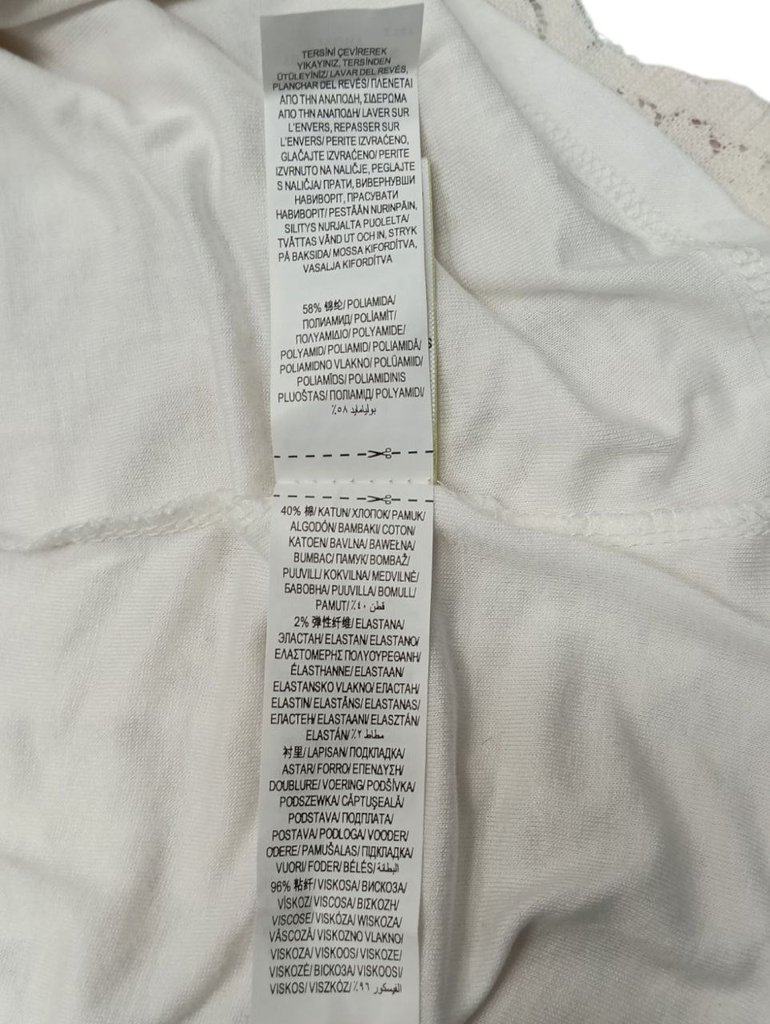 TERSİNİ ÇEVİREREK
YIKAYINIZ, TERSİNDEN
ÜTÜLEYİNİZ/ LAVAR DEL REVÉS,
PLANCHAR DEL REVÉS/ ΠΛΕΝΕΤΑΙ
ΑΠΟ ΤΗΝ ΑΝΑΠΟΔΗ, ΣΙΔΕΡΩΜΑ
ΑΠΟ ΤΗΝ ΑΝΑΠΟΔΗ/ LAVER SUR
L'ENVERS, REPASSER SUR
L'ENVERS/ PERITE IZVRAĆENO,
GLAČAJTE IZVRAČENO/ PERITE
IZVRNUTO NA NALIČJE, PEGLAJTE
S NALIČJA/ ПРАТИ, ВИВЕРНУВШИ
НАВИВОРІТ, ПРАСУВАТИ
НАВИВОРІТ/ PESTÄÄN NURINPÄIN,
SILITYS NURJALTA PUOLELTA/
TVÄTTAS VÄND UT OCH IN, STRYK
PÅ BAKSIDA/ MOSSA KIFORDÍTVA,
VASALJA KIFORDÍTVA
58% 锦纶/ POLIAMIDA/
ПОЛИАМИД/ POLİAMİT/
ΠΟΛΥΑΜΙΔΙΟ/ POLYAMIDE/
POLYAMID/ POLIAMID/ POLIAMIDĂ/
POLIAMIDNO VLAKNO/ POLÜAMIID/
POLIAMĪDS/ POLIAMIDINIS
PLUOŠTAS/ ПОЛІАМІД/ POLYAMIDI/
بوليامايد ٥٨٪
40% 棉/ KATUN/ ХЛОПОК/ PAMUK/
ALGODÓN/ BAMBAKI/ COTON/
KATOEN/ BAVLNA/ BAWEŁNA/
BUMBAC/ ПАМУК/ BOMBAŽ/
PUUVILL/ KOKVILNA/ MEDVILNĖ/
БАВОВНА/ PUUVILLA/ BOMULL/
PAMUT/ قطن ٤٠٪
2% 弹性纤维/ ELASTANA/
ЭЛАСТАН/ ELASTAN/ ELASTANO/
ΕΛΑΣΤΟΜΕΡΗΣ ΠΟΛΥΟΥΡΕΘΑΝΗ/
ÉLASTHANNE/ ELASTAAN/
ELASTANSKO VLAKNO/ ЕЛАСТАН/
ELASTIN/ ELASTĀNS/ ELASTANAS/
ЕЛАСТЕН/ ELASTAANI/ ELASZTÁN/
ELASTÁN/ مطاط ٢٪
衬里/ LAPISAN/ ПОДКЛАДКА/
ASTAR/ FORRO/ ΕΠΕΝΔΥΣΗ/
DOUBLURE/ VOERING/ PODŠÍVKA/
PODSZEWKA/ CĂPTUŞEALĂ/
PODSTAVA/ ПОДПЛАТА/
POSTAVA/ PODLOGA/ VOODER/
ODERE/ PAMUŠALAS/ ПІДКЛАДКА/
VUORI/ FODER/ BÉLÉS/ البطانة
96% 粘纤/ VISKOSA/ ВИСКОЗА/
VİSKOZ/ VISCOSA/ ΒΙΣΚΟΖΗ/
VISCOSE/ VISKÓZA/ WISKOZA/
VÂSCOZĂ/ VISKOZNO VLAKNO/
VISKOZA/ VISKOOS/ VISKOZE/
VISKOZĖ/ ВІСКОЗА/ VISKOOSI/
VISKOS/ VISZKÓZ/ الفيسكوز ٩٦٪